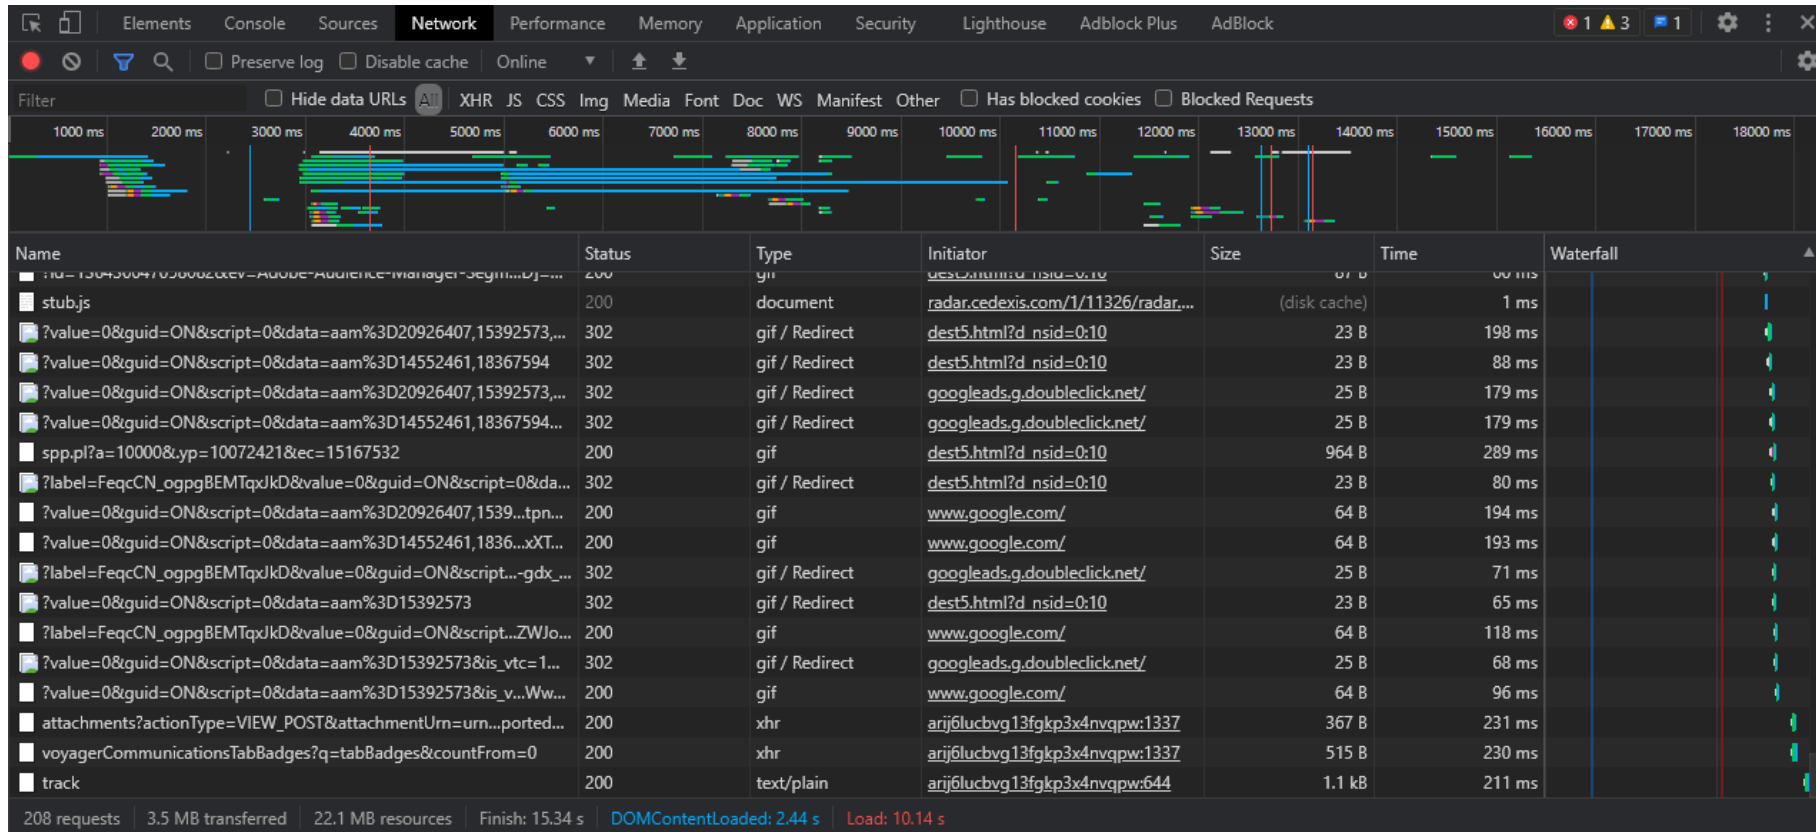 Elements Console Sources Network Performance Memory Application Security Lighthouse Adblock Plus AdBlock 1 3 1
Preserve log Disable cache Online
Filter Hide data URLs All XHR JS CSS Img Media Font Doc WS Manifest Other Has blocked cookies Blocked Requests
1000 ms 2000 ms 3000 ms 4000 ms 5000 ms 6000 ms 7000 ms 8000 ms 9000 ms 10000 ms 11000 ms 12000 ms 13000 ms 14000 ms 15000 ms 16000 ms 17000 ms 18000 ms
Name Status Type Initiator Size Time Waterfall
200 gif dest5.html?d_nsid=0:10
stub.js 200 document radar.cedexis.com/1/11326/radar.... (disk cache) 1 ms
?value=0&guid=ON&script=0&data=aam%3D20926407,15392573,... 302 gif / Redirect dest5.html?d_nsid=0:10 23 B 198 ms
?value=0&guid=ON&script=0&data=aam%3D14552461,18367594 302 gif / Redirect dest5.html?d_nsid=0:10 23 B 88 ms
?value=0&guid=ON&script=0&data=aam%3D20926407,15392573,... 302 gif / Redirect googleads.g.doubleclick.net/ 25 B 179 ms
?value=0&guid=ON&script=0&data=aam%3D14552461,18367594... 302 gif / Redirect googleads.g.doubleclick.net/ 25 B 179 ms
spp.pl?a=10000&.yp=10072421&ec=15167532 200 gif dest5.html?d_nsid=0:10 964 B 289 ms
?label=FeqcCN_ogpgBEMTqxJkD&value=0&guid=ON&script=0&da... 302 gif / Redirect dest5.html?d_nsid=0:10 23 B 80 ms
?value=0&guid=ON&script=0&data=aam%3D20926407,1539...tpn... 200 gif www.google.com/ 64 B 194 ms
?value=0&guid=ON&script=0&data=aam%3D14552461,1836...xXT... 200 gif www.google.com/ 64 B 193 ms
?label=FeqcCN_ogpgBEMTqxJkD&value=0&guid=ON&script...-gdx_... 302 gif / Redirect googleads.g.doubleclick.net/ 25 B 71 ms
?value=0&guid=ON&script=0&data=aam%3D15392573 302 gif / Redirect dest5.html?d_nsid=0:10 23 B 65 ms
?label=FeqcCN_ogpgBEMTqxJkD&value=0&guid=ON&script...ZWJo... 200 gif www.google.com/ 64 B 118 ms
?value=0&guid=ON&script=0&data=aam%3D15392573&is_vtc=1... 302 gif / Redirect googleads.g.doubleclick.net/ 25 B 68 ms
?value=0&guid=ON&script=0&data=aam%3D15392573&is_v...Ww... 200 gif www.google.com/ 64 B 96 ms
attachments?actionType=VIEW_POST&attachmentUrn=urn...ported... 200 xhr arij6lucbvg13fgkp3x4nvqpw:1337 367 B 231 ms
voyagerCommunicationsTabBadges?q=tabBadges&countFrom=0 200 xhr arij6lucbvg13fgkp3x4nvqpw:1337 515 B 230 ms
track 200 text/plain arij6lucbvg13fgkp3x4nvqpw:644 1.1 kB 211 ms
208 requests 3.5 MB transferred 22.1 MB resources Finish: 15.34 s DOMContentLoaded: 2.44 s Load: 10.14 s